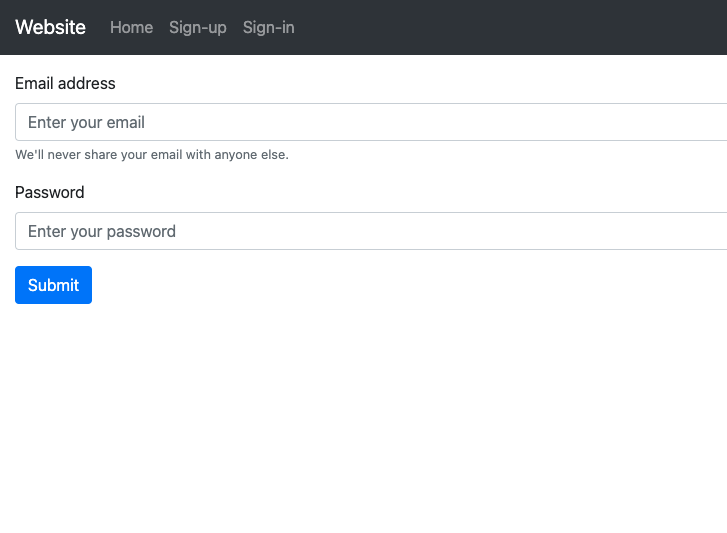 Website Home Sign-up Sign-in
Email address
Enter your email
We'll never share your email with anyone else.
Password
Enter your password
Submit